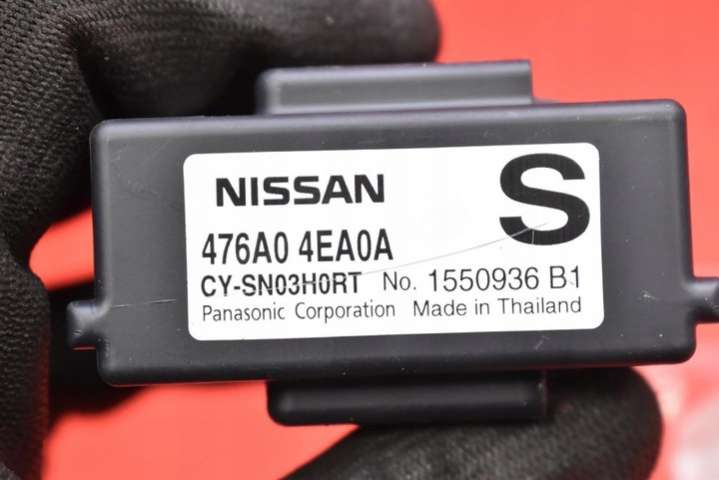 NISSAN
S
476A0 4EA0A
CY-SN03H0RT No. 1550936 B1
Panasonic Corporation Made in Thailand